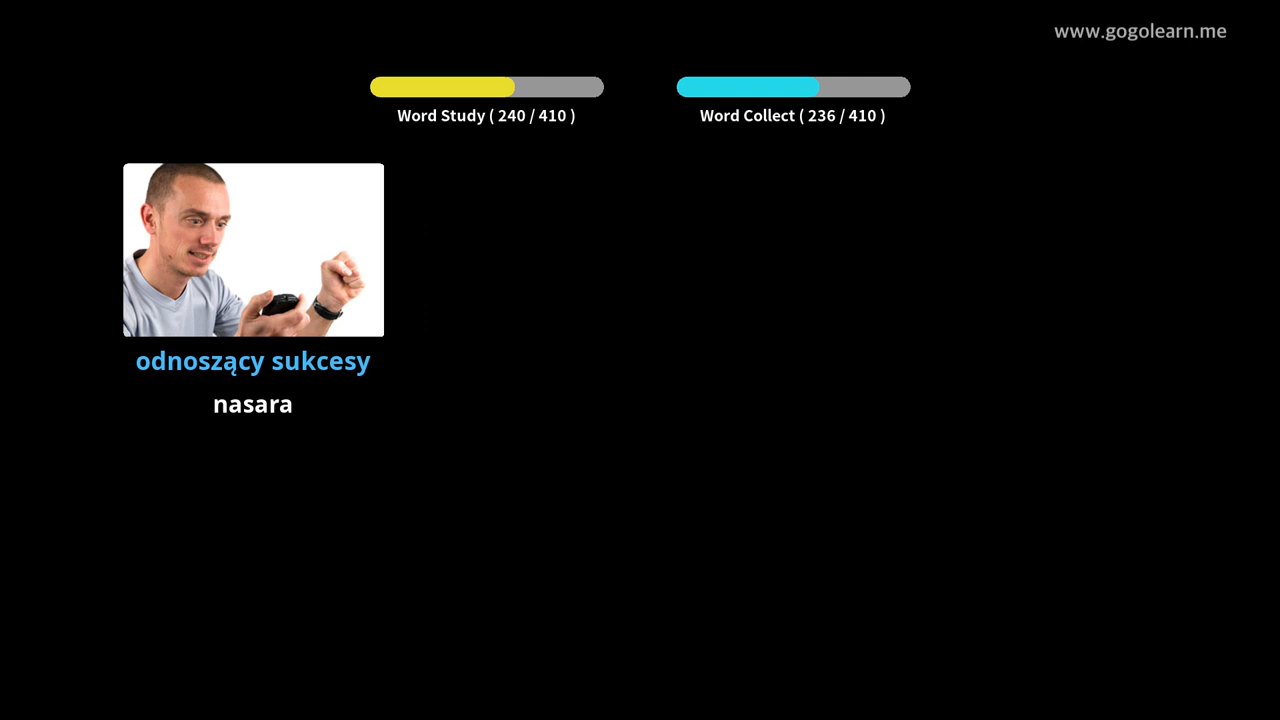 www.gogolearn.me
Word Study ( 240 / 410 )
Word Collect ( 236 / 410 )
odnoszący sukcesy
nasara